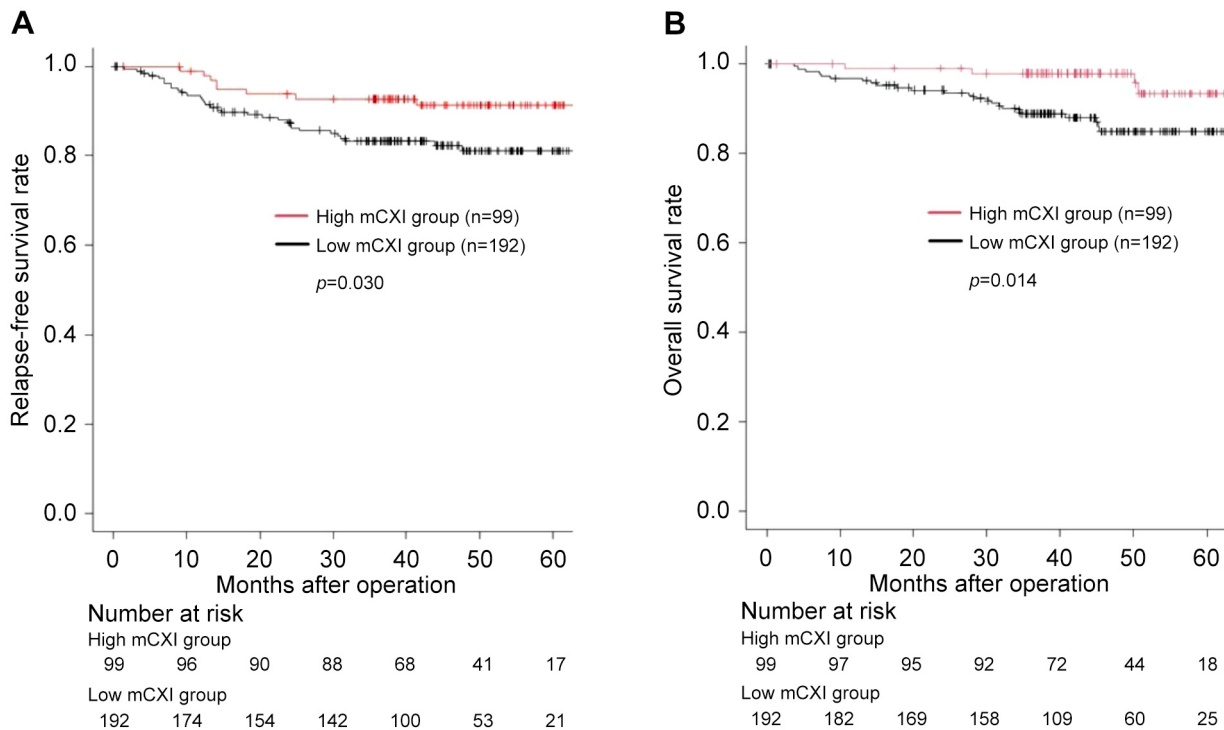 A
Relapse-free survival rate
1.0
0.8
0.6
0.4
0.2
0.0
High mCXI group (n=99)
Low mCXI group (n=192)
p=0.030
0 10 20 30 40 50 60
Months after operation
Number at risk
High mCXI group
99 96 90 88 68 41 17
Low mCXI group
192 174 154 142 100 53 21
B
Overall survival rate
1.0
0.8
0.6
0.4
0.2
0.0
High mCXI group (n=99)
Low mCXI group (n=192)
p=0.014
0 10 20 30 40 50 60
Months after operation
Number at risk
High mCXI group
99 97 95 92 72 44 18
Low mCXI group
192 182 169 158 109 60 25